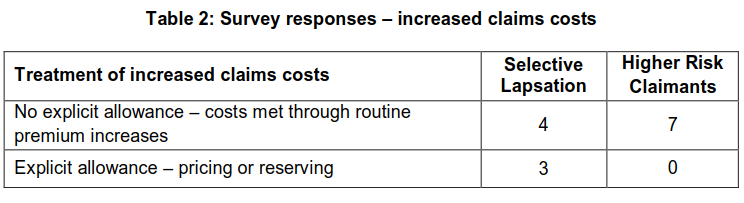 Table 2: Survey responses – increased claims costs
Treatment of increased claims costs
Selective
Lapsation
Higher Risk
Claimants
No explicit allowance – costs met through routine
premium increases
4
7
Explicit allowance – pricing or reserving
3
0